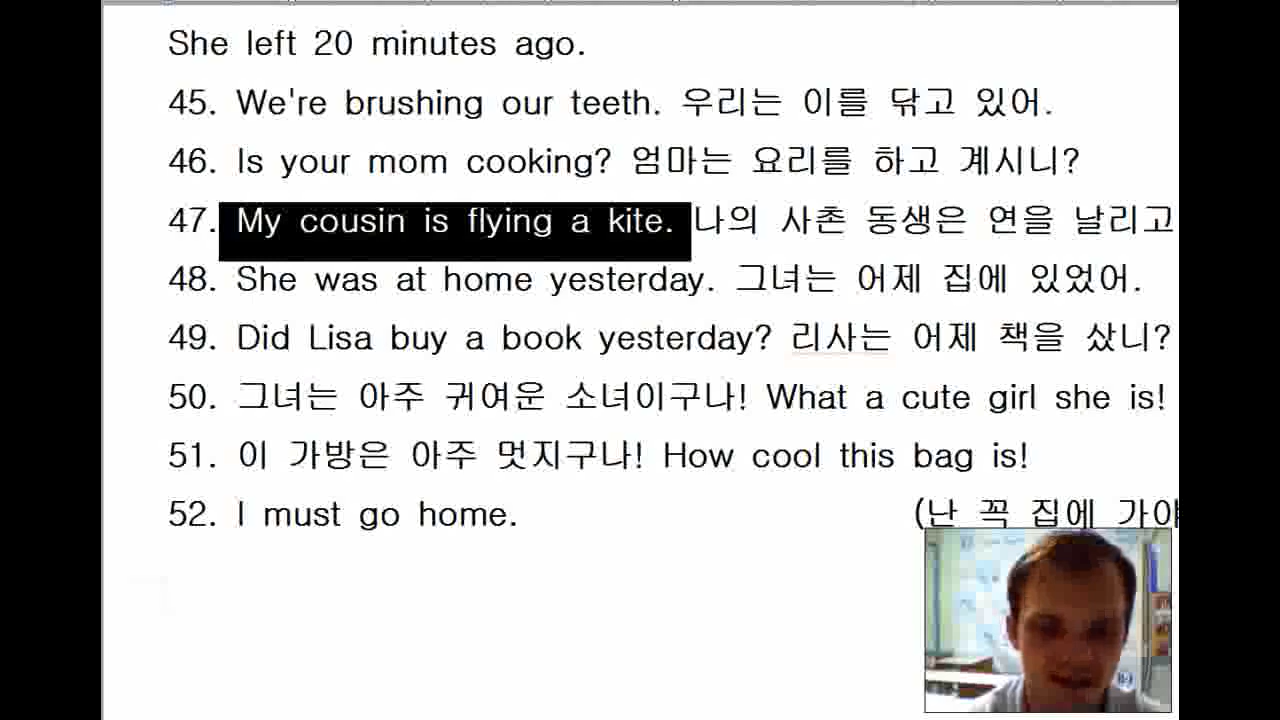 She left 20 minutes ago.
45. We're brushing our teeth. 우리는 이를 닦고 있어.
46. Is your mom cooking? 엄마는 요리를 하고 계시니?
47. My cousin is flying a kite. 나의 사촌 동생은 연을 날리고
48. She was at home yesterday. 그녀는 어제 집에 있었어.
49. Did Lisa buy a book yesterday? 리사는 어제 책을 샀니?
50. 그녀는 아주 귀여운 소녀이구나! What a cute girl she is!
51. 이 가방은 아주 멋지구나! How cool this bag is!
52. I must go home. (난 꼭 집에 가야